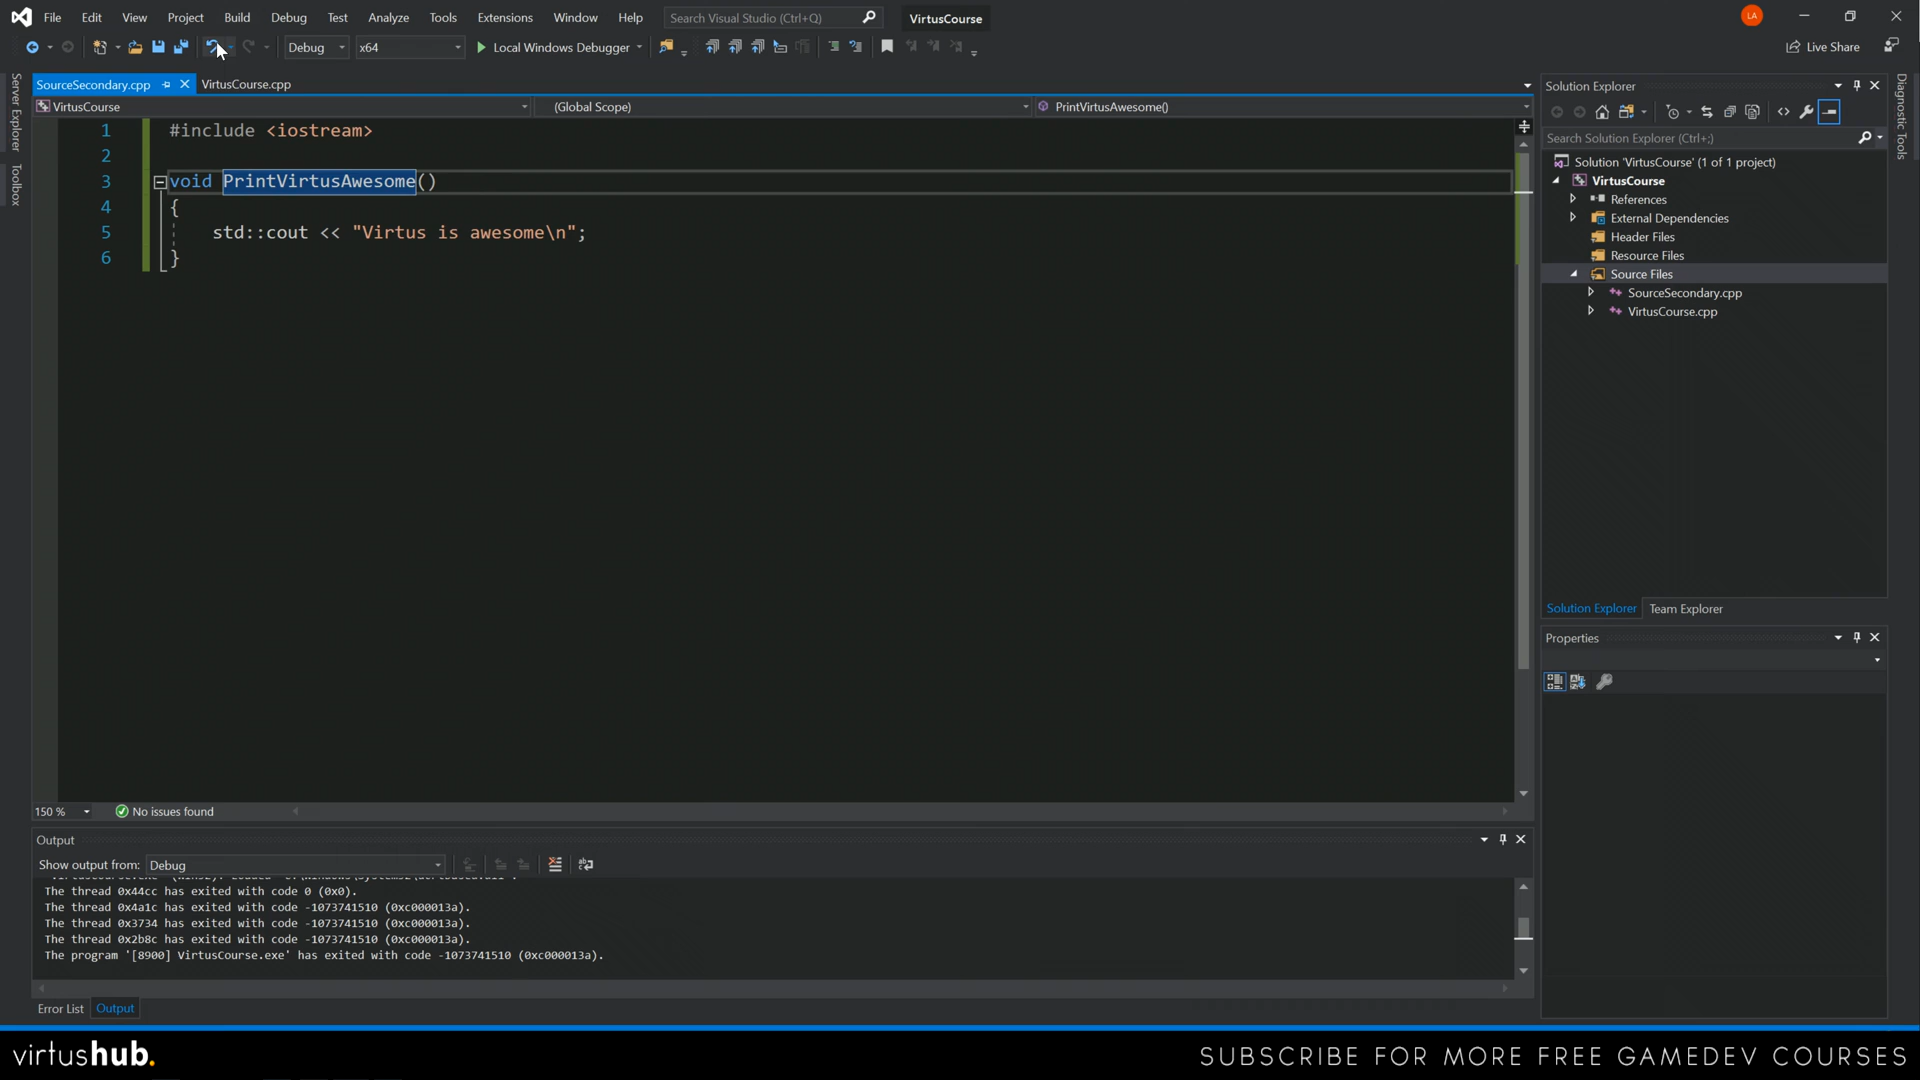 File Edit View Project Build Debug Test Analyze Tools Extensions Window Help Search Visual Studio (Ctrl+Q) VirtusCourse LA
Debug x64 Local Windows Debugger Live Share
SourceSecondary.cpp VirtusCourse.cpp
VirtusCourse (Global Scope) PrintVirtusAwesome()
1 #include <iostream>
2
3 void PrintVirtusAwesome()
4 {
5 std::cout << "Virtus is awesome\n";
6 }
150 % No issues found
Server Explorer
Toolbox
Solution Explorer
Search Solution Explorer (Ctrl+;)
Solution 'VirtusCourse' (1 of 1 project)
VirtusCourse
References
External Dependencies
Header Files
Resource Files
Source Files
SourceSecondary.cpp
VirtusCourse.cpp
Solution Explorer Team Explorer
Properties
Diagnostic Tools
Output
Show output from: Debug
The thread 0x44cc has exited with code 0 (0x0).
The thread 0x4a1c has exited with code -1073741510 (0xc000013a).
The thread 0x3734 has exited with code -1073741510 (0xc000013a).
The thread 0x2b8c has exited with code -1073741510 (0xc000013a).
The program '[8900] VirtusCourse.exe' has exited with code -1073741510 (0xc000013a).
Error List Output
virtushub.
SUBSCRIBE FOR MORE FREE GAMEDEV COURSES